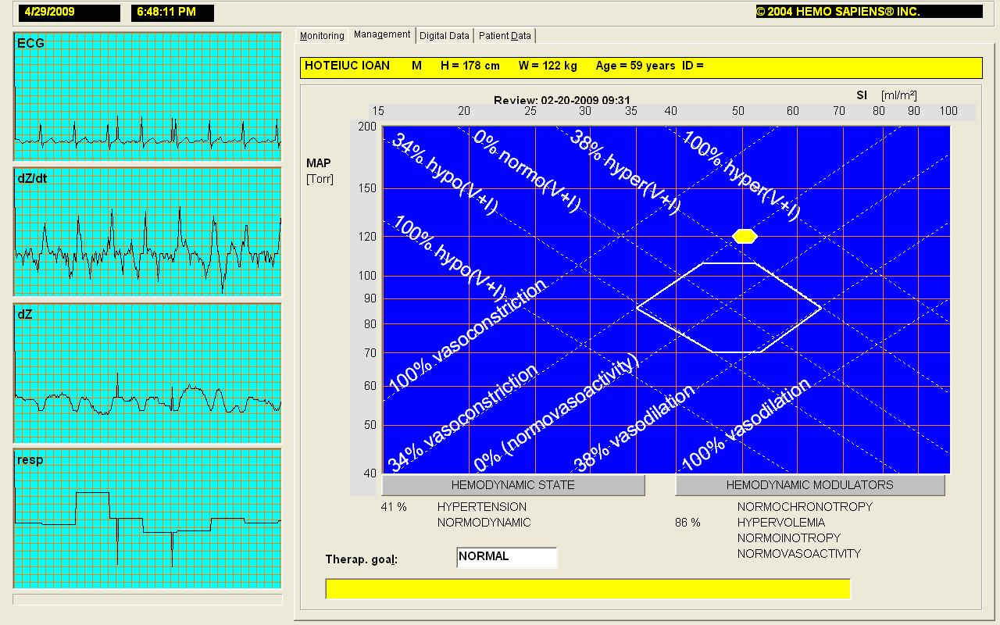 4/29/2009 6:48:11 PM © 2004 HEMO SAPIENS® INC.
Monitoring Management Digital Data Patient Data
ECG
dZ/dt
dZ
resp
HOTEIUC IOAN M H = 178 cm W = 122 kg Age = 59 years ID =
Review: 02-20-2009 09:31
SI [ml/m²]
15 20 25 30 35 40 50 60 70 80 90 100
MAP
[Torr]
200
150
120
100
90
80
70
60
50
40
34% hypo(V+I)
0% normo(V+I)
38% hyper(V+I)
100% hyper(V+I)
100% hypo(V+I)
100% vasoconstriction
34% vasoconstriction
0% (normovasoactivity)
38% vasodilation
100% vasodilation
HEMODYNAMIC STATE
41 % HYPERTENSION
NORMODYNAMIC
HEMODYNAMIC MODULATORS
NORMOCHRONOTROPY
86 % HYPERVOLEMIA
NORMOINOTROPY
NORMOVASOACTIVITY
Therap. goal: NORMAL